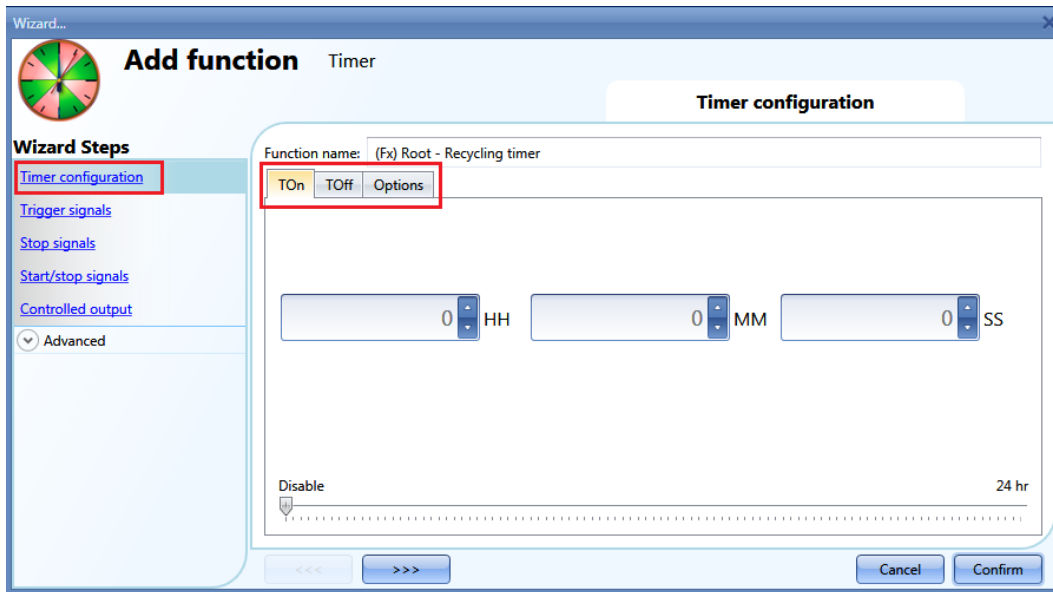 Wizard...
Add function Timer
Timer configuration
Wizard Steps
Timer configuration
Trigger signals
Stop signals
Start/stop signals
Controlled output
Advanced
Function name: (Fx) Root - Recycling timer
TOn TOff Options
0 HH 0 MM 0 SS
Disable 24 hr
<<< >>> Cancel Confirm